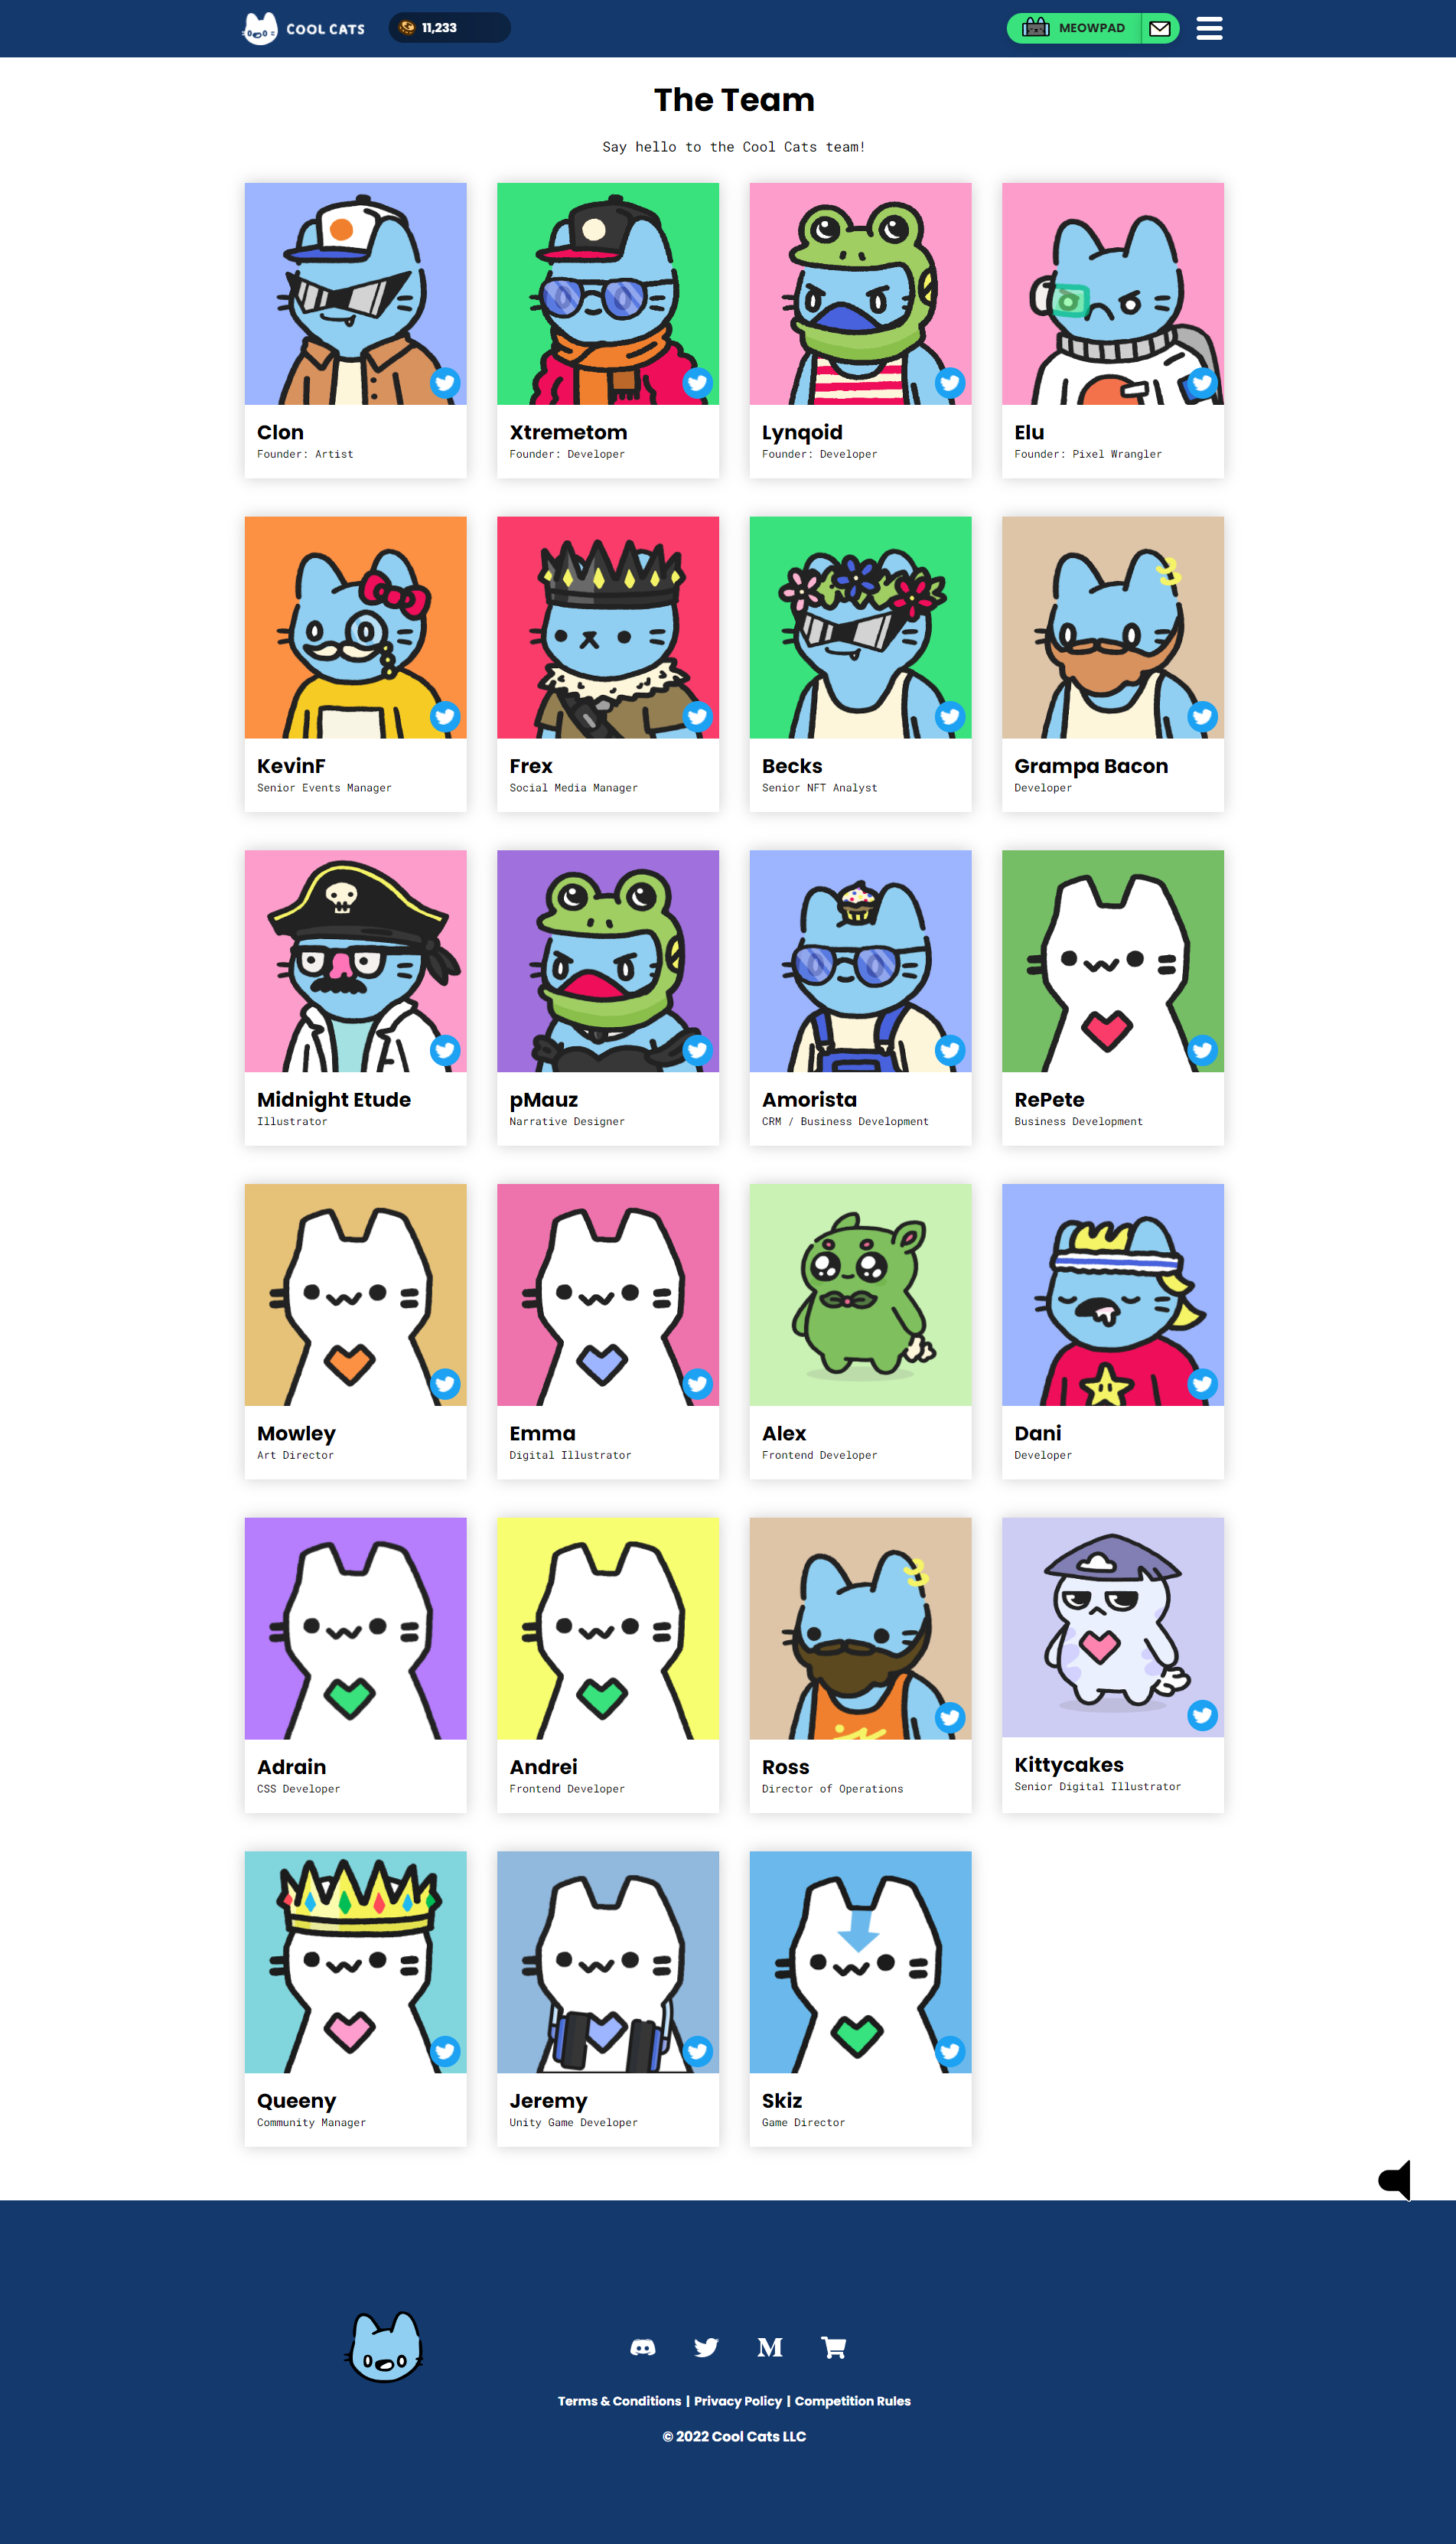 COOL CATS
11,233
MEOWPAD
The Team
Say hello to the Cool Cats team!
Clon
Founder: Artist
Xtremetom
Founder: Developer
Lynqoid
Founder: Developer
Elu
Founder: Pixel Wrangler
KevinF
Senior Events Manager
Frex
Social Media Manager
Becks
Senior NFT Analyst
Grampa Bacon
Developer
Midnight Etude
Illustrator
pMauz
Narrative Designer
Amorista
CRM / Business Development
RePete
Business Development
Mowley
Art Director
Emma
Digital Illustrator
Alex
Frontend Developer
Dani
Developer
Adrain
CSS Developer
Andrei
Frontend Developer
Ross
Director of Operations
Kittycakes
Senior Digital Illustrator
Queeny
Community Manager
Jeremy
Unity Game Developer
Skiz
Game Director
M
Terms & Conditions | Privacy Policy | Competition Rules
© 2022 Cool Cats LLC